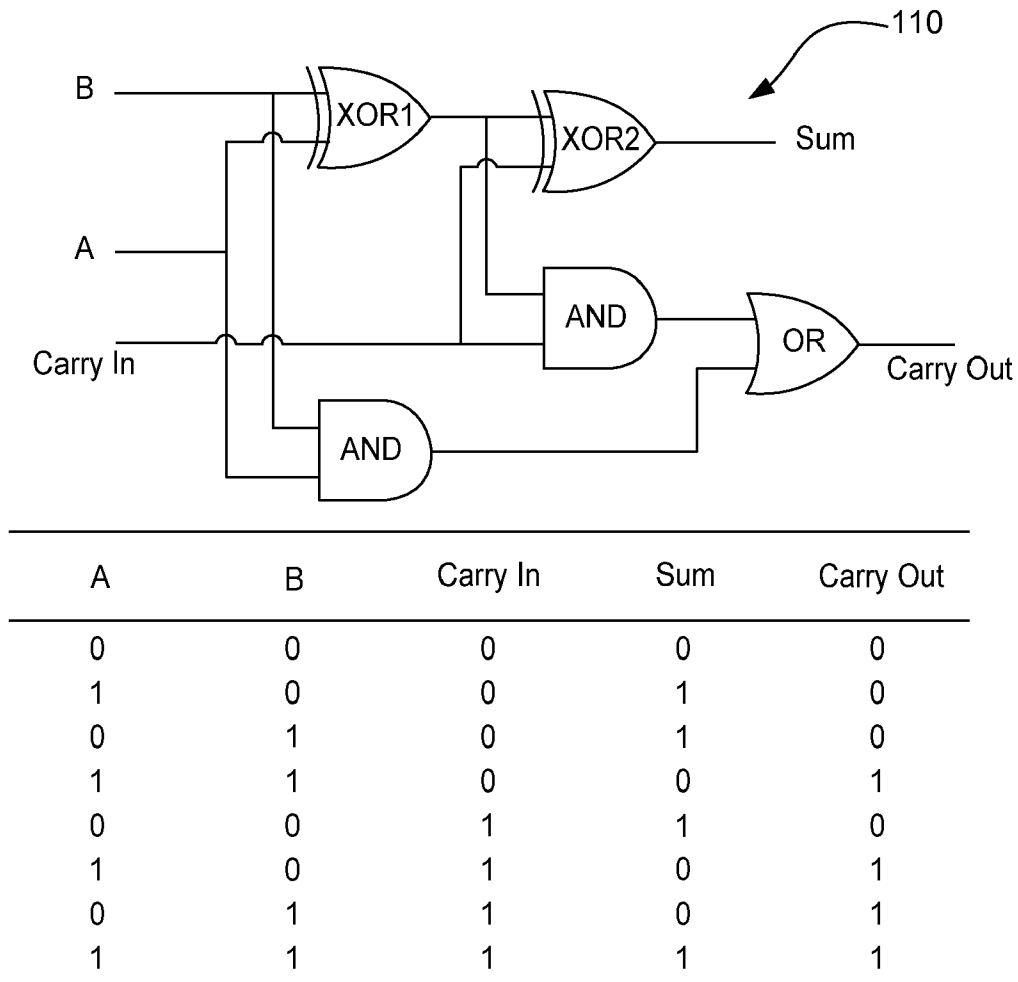 110
B
XOR1
XOR2
Sum
A
AND
OR
Carry In
Carry Out
AND
A B Carry In Sum Carry Out
0 0 0 0 0
1 0 0 1 0
0 1 0 1 0
1 1 0 0 1
0 0 1 1 0
1 0 1 0 1
0 1 1 0 1
1 1 1 1 1